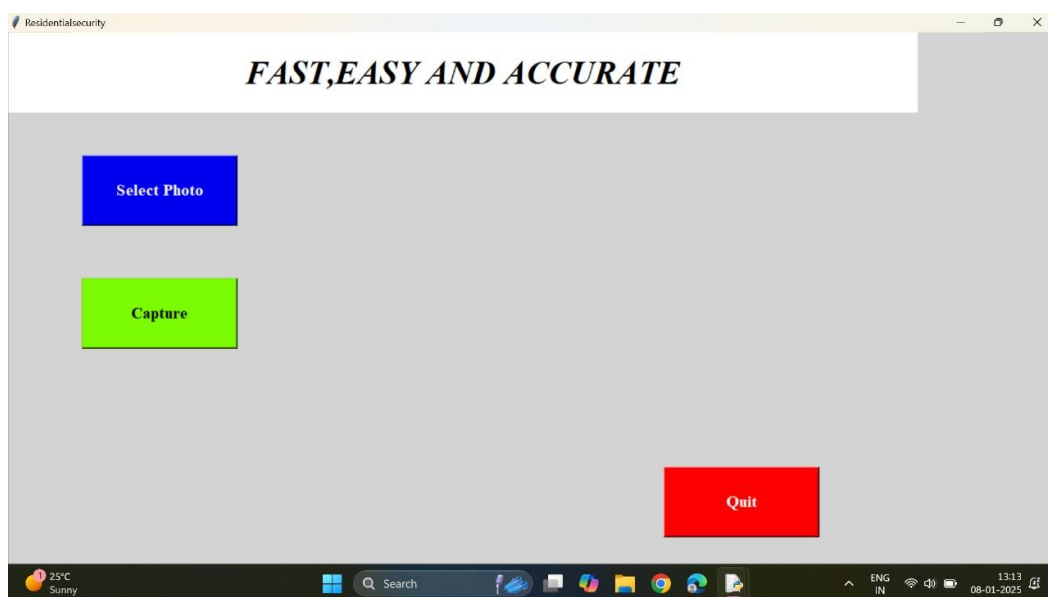 Residentialsecurity
FAST,EASY AND ACCURATE
Select Photo
Capture
Quit
1
25°C
Sunny
Search
ENG
IN
13:13
08-01-2025